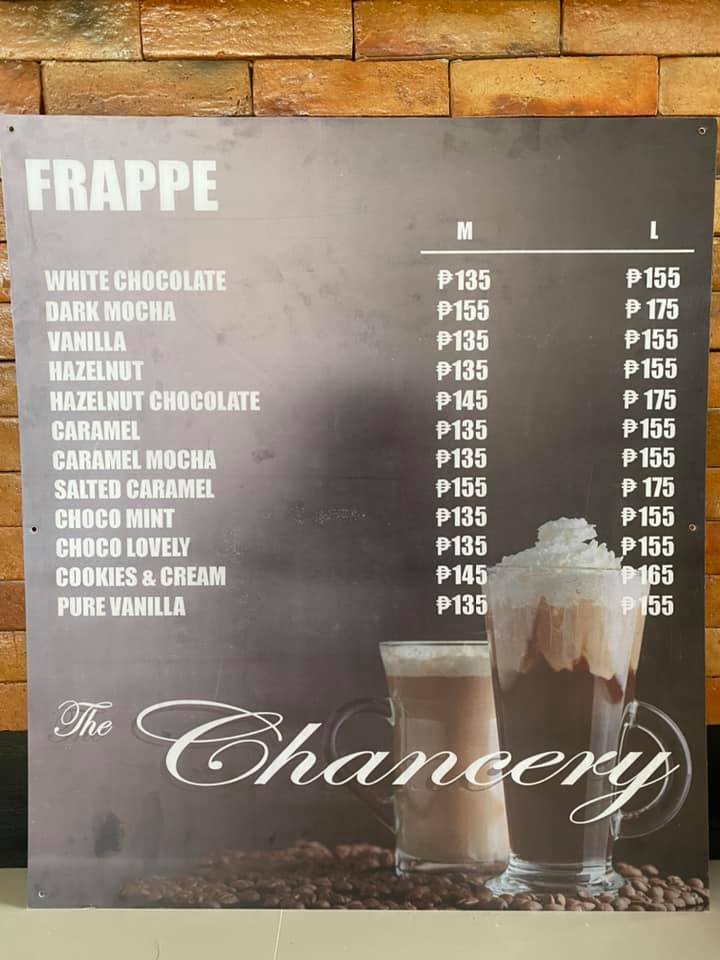 FRAPPE
M L
WHITE CHOCOLATE ₱135 ₱155
DARK MOCHA ₱155 ₱175
VANILLA ₱135 ₱155
HAZELNUT ₱135 ₱155
HAZELNUT CHOCOLATE ₱145 ₱175
CARAMEL ₱135 ₱155
CARAMEL MOCHA ₱135 ₱155
SALTED CARAMEL ₱155 ₱175
CHOCO MINT ₱135 ₱155
CHOCO LOVELY ₱135 ₱155
COOKIES & CREAM ₱145 ₱165
PURE VANILLA ₱135 ₱155
The Chancery